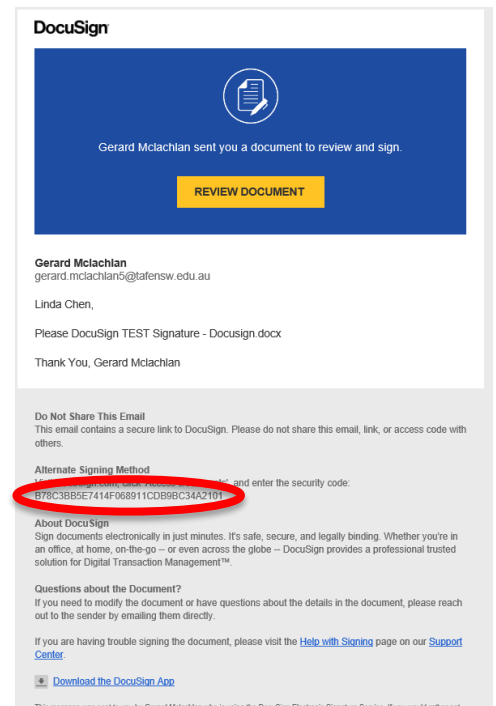 DocuSign
Gerard Mclachlan sent you a document to review and sign.
REVIEW DOCUMENT
Gerard Mclachlan
gerard.mclachlan5@tafensw.edu.au
Linda Chen,
Please DocuSign TEST Signature - Docusign.docx
Thank You, Gerard Mclachlan
Do Not Share This Email
This email contains a secure link to DocuSign. Please do not share this email, link, or access code with
others.
Alternate Signing Method
and enter the security code:
B78C3BB5E7414F068911CDB9BC34A2101
About DocuSign
Sign documents electronically in just minutes. It's safe, secure, and legally binding. Whether you're in
an office, at home, on-the-go -- or even across the globe -- DocuSign provides a professional trusted
solution for Digital Transaction Management™.
Questions about the Document?
If you need to modify the document or have questions about the details in the document, please reach
out to the sender by emailing them directly.
If you are having trouble signing the document, please visit the Help with Signing page on our Support
Center.
Download the DocuSign App